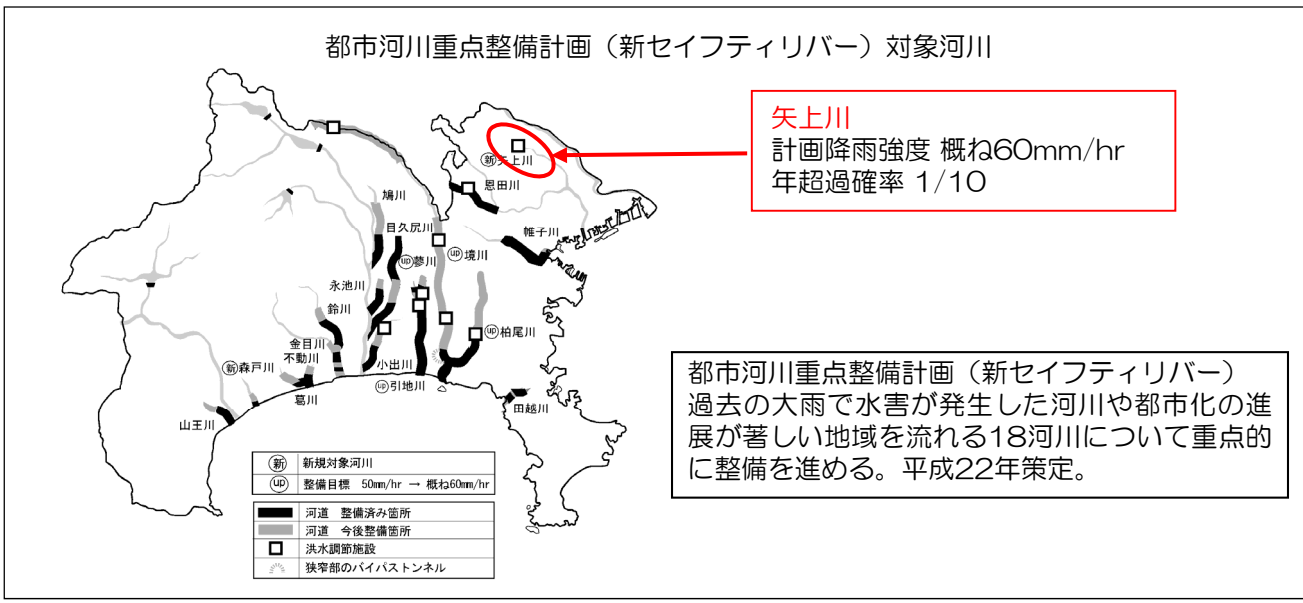 都市河川重点整備計画（新セイフティリバー）対象河川
矢上川
計画降雨強度 概ね60mm/hr
年超過確率 1/10
新矢上川
恩田川
鳩川
目久尻川
帷子川
up蓼川
up境川
永池川
鈴川
up柏尾川
金目川
不動川
新森戸川
小出川
葛川
up引地川
田越川
山王川
都市河川重点整備計画（新セイフティリバー）
過去の大雨で水害が発生した河川や都市化の進
展が著しい地域を流れる18河川について重点的
に整備を進める。平成22年策定。
新 新規対象河川
up 整備目標 50mm/hr → 概ね60mm/hr
河道 整備済み箇所
河道 今後整備箇所
洪水調節施設
狭窄部のバイパストンネル